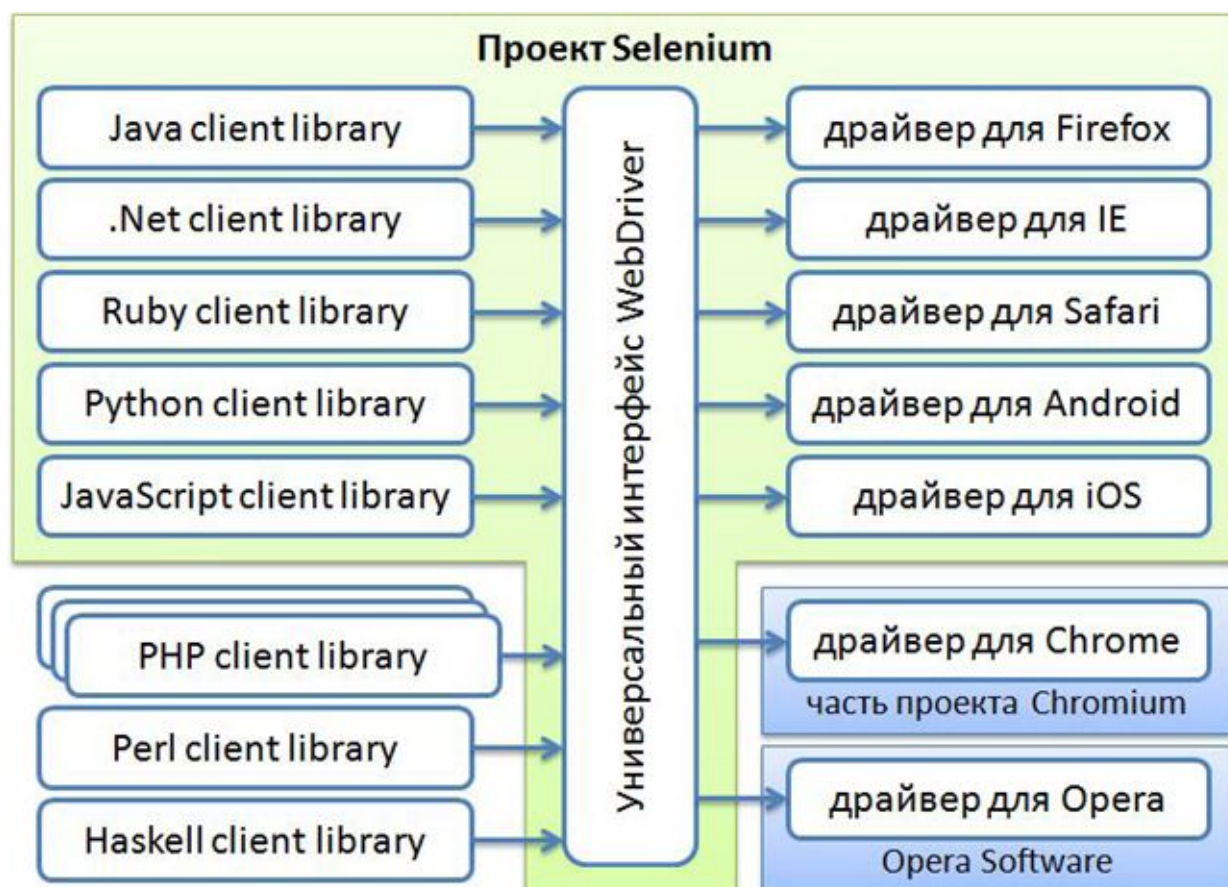 Проект Selenium
Java client library
.Net client library
Ruby client library
Python client library
JavaScript client library
PHP client library
Perl client library
Haskell client library
Универсальный интерфейс WebDriver
драйвер для Firefox
драйвер для IE
драйвер для Safari
драйвер для Android
драйвер для iOS
драйвер для Chrome
часть проекта Chromium
драйвер для Opera
Opera Software